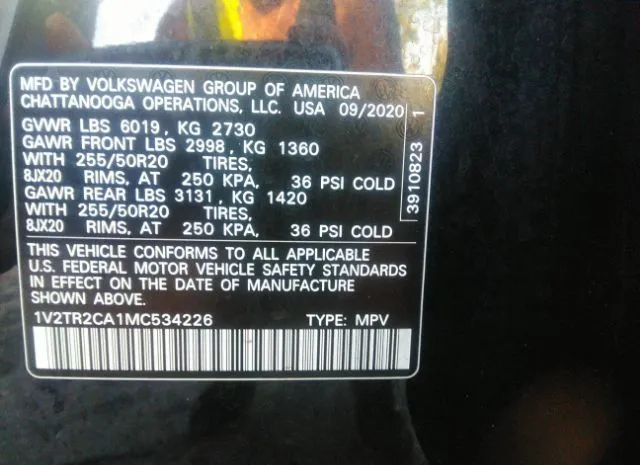 MFD BY VOLKSWAGEN GROUP OF AMERICA
CHATTANOOGA OPERATIONS, LLC. USA 09/2020
GVWR LBS 6019, KG 2730
GAWR FRONT LBS 2998, KG 1360
WITH 255/50R20 TIRES,
8JX20 RIMS, AT 250 KPA, 36 PSI COLD
GAWR REAR LBS 3131, KG 1420
WITH 255/50R20 TIRES,
8JX20 RIMS, AT 250 KPA, 36 PSI COLD
3910823 1
THIS VEHICLE CONFORMS TO ALL APPLICABLE
U.S. FEDERAL MOTOR VEHICLE SAFETY STANDARDS
IN EFFECT ON THE DATE OF MANUFACTURE
SHOWN ABOVE.
1V2TR2CA1MC534226 TYPE: MPV